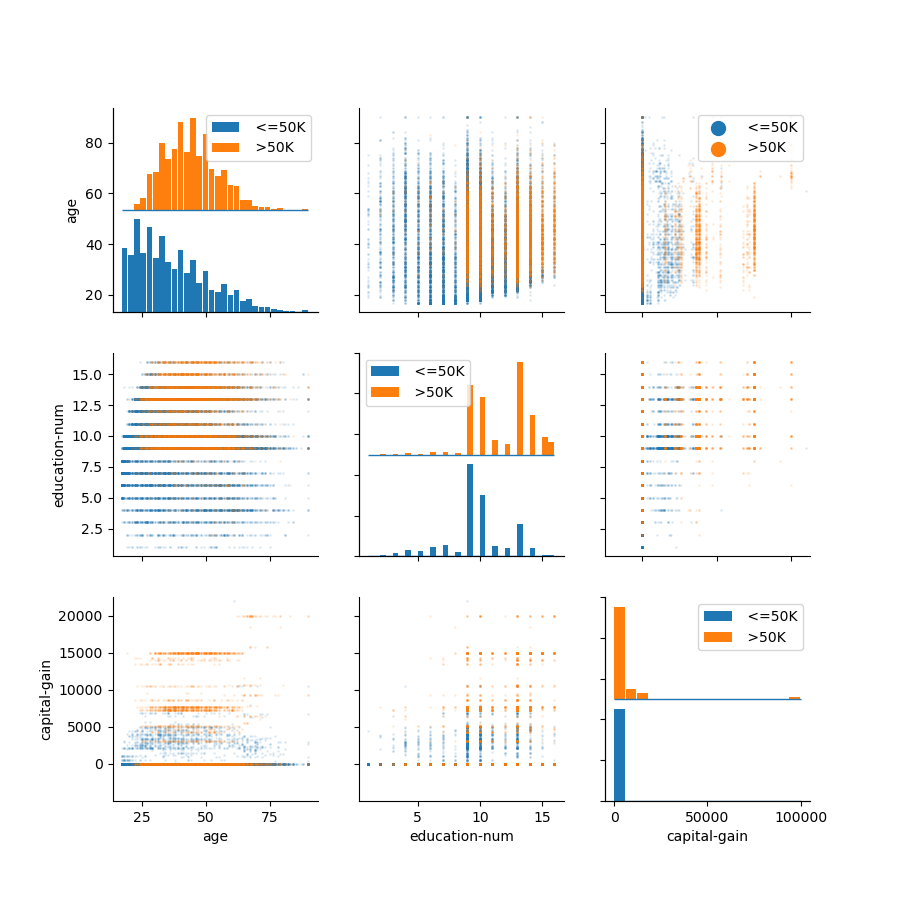 <=50K
>50K
80
60
40
20
age
<=50K
>50K
15.0
12.5
10.0
7.5
5.0
2.5
education-num
<=50K
>50K
20000
15000
10000
5000
0
capital-gain
<=50K
>50K
25 50 75
age
5 10 15
education-num
0 50000 100000
capital-gain